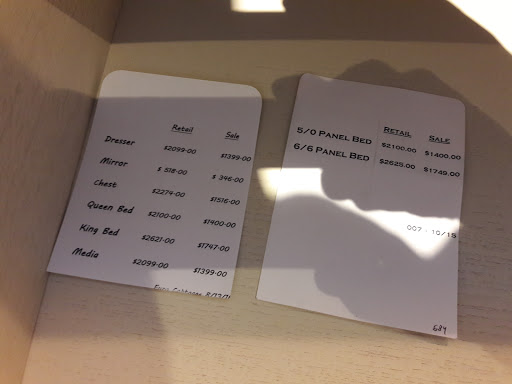 Retail Sale
Dresser $2099-00 $1399-00
Mirror $ 518-00 $ 346-00
Chest $2274-00 $1516-00
Queen Bed $2100-00 $1400-00
King Bed $2621-00 $1747-00
Media $2099-00 $1399-00
RETAIL SALE
5/0 PANEL BED $2100.00 $1400.00
6/6 PANEL BED $2625.00 $1749.00
007 - 10/15
684